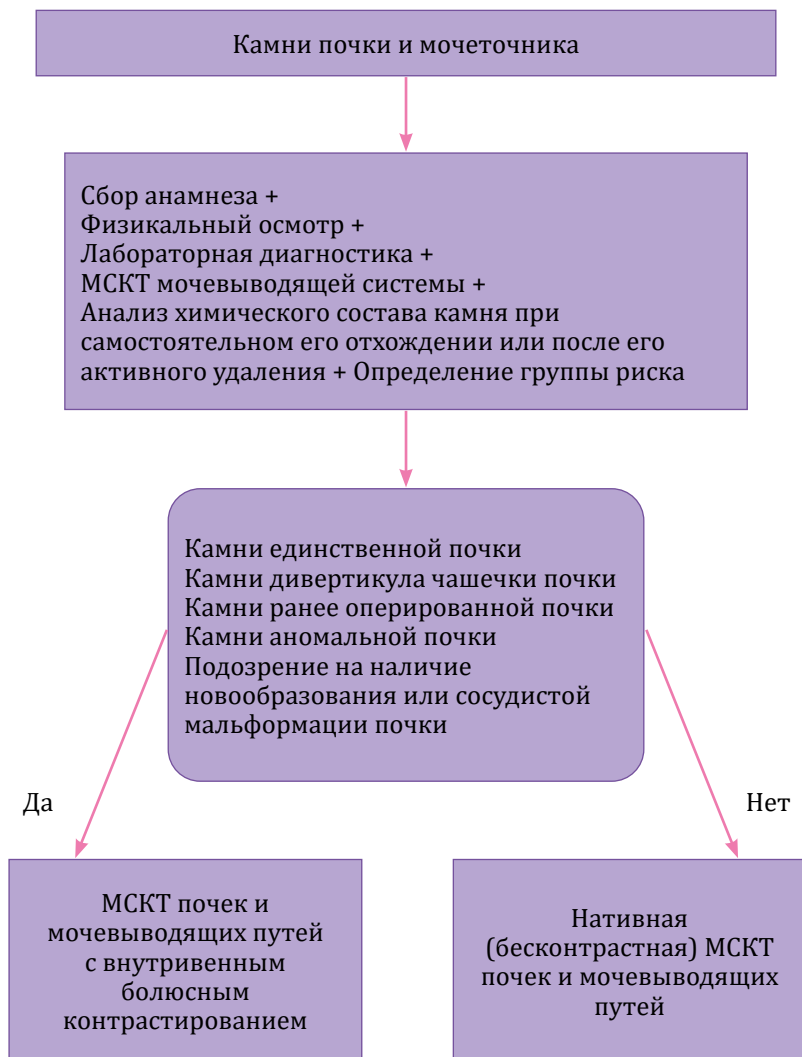 Камни почки и мочеточника
Сбор анамнеза +
Физикальный осмотр +
Лабораторная диагностика +
МСКТ мочевыводящей системы +
Анализ химического состава камня при
самостоятельном его отхождении или после его
активного удаления + Определение группы риска
Камни единственной почки
Камни дивертикула чашечки почки
Камни ранее оперированной почки
Камни аномальной почки
Подозрение на наличие
новообразования или сосудистой
мальформации почки
Да
Нет
МСКТ почек и
мочевыводящих путей
с внутривенным
болюсным
контрастированием
Нативная
(бесконтрастная) МСКТ
почек и мочевыводящих
путей